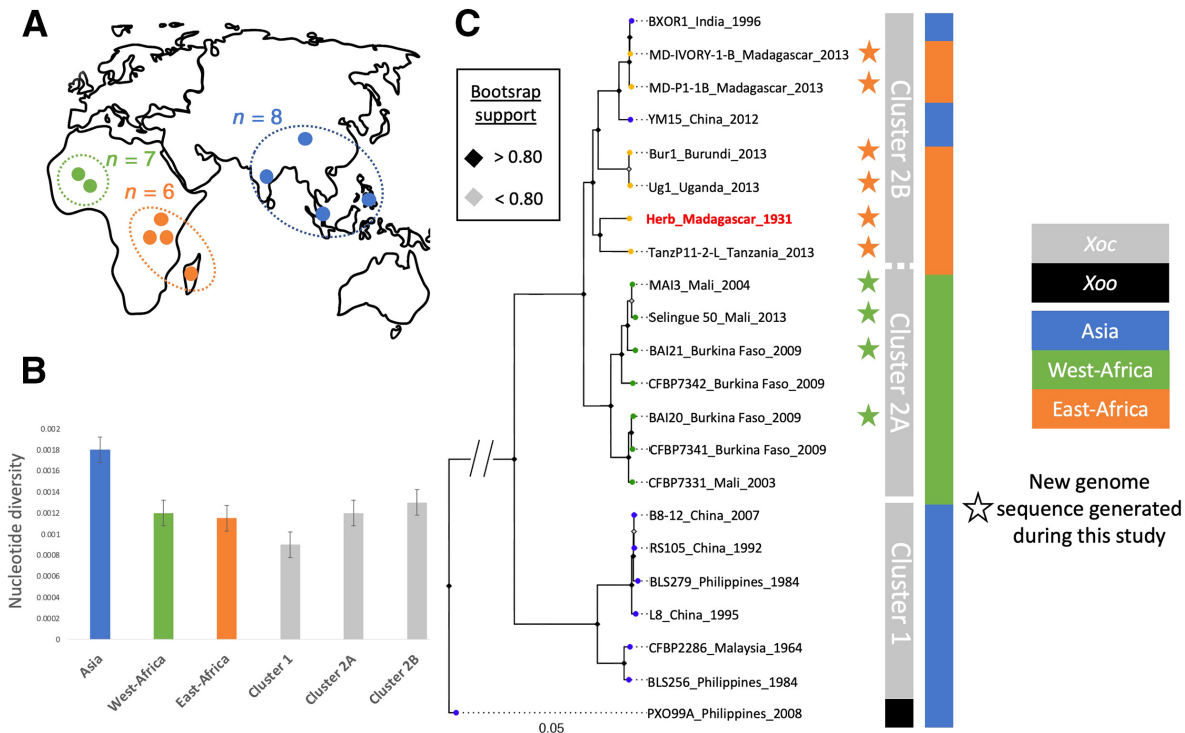 A
n = 8
n = 7
n = 6
B
Nucleotide diversity
0.002
0.0018
0.0016
0.0014
0.0012
0.001
0.0008
0.0006
0.0004
0.0002
0
Asia
West-Africa
East-Africa
Cluster 1
Cluster 2A
Cluster 2B
C
Bootsrap
support
> 0.80
< 0.80
BXOR1_India_1996
MD-IVORY-1-B_Madagascar_2013
MD-P1-1B_Madagascar_2013
YM15_China_2012
Bur1_Burundi_2013
Ug1_Uganda_2013
Herb_Madagascar_1931
TanzP11-2-L_Tanzania_2013
MAI3_Mali_2004
Selingue 50_Mali_2013
BAI21_Burkina Faso_2009
CFBP7342_Burkina Faso_2009
BAI20_Burkina Faso_2009
CFBP7341_Burkina Faso_2009
CFBP7331_Mali_2003
B8-12_China_2007
RS105_China_1992
BLS279_Philippines_1984
L8_China_1995
CFBP2286_Malaysia_1964
BLS256_Philippines_1984
PXO99A_Philippines_2008
0.05
Cluster 2B
Cluster 2A
Cluster 1
Xoc
Xoo
Asia
West-Africa
East-Africa
New genome
sequence generated
during this study